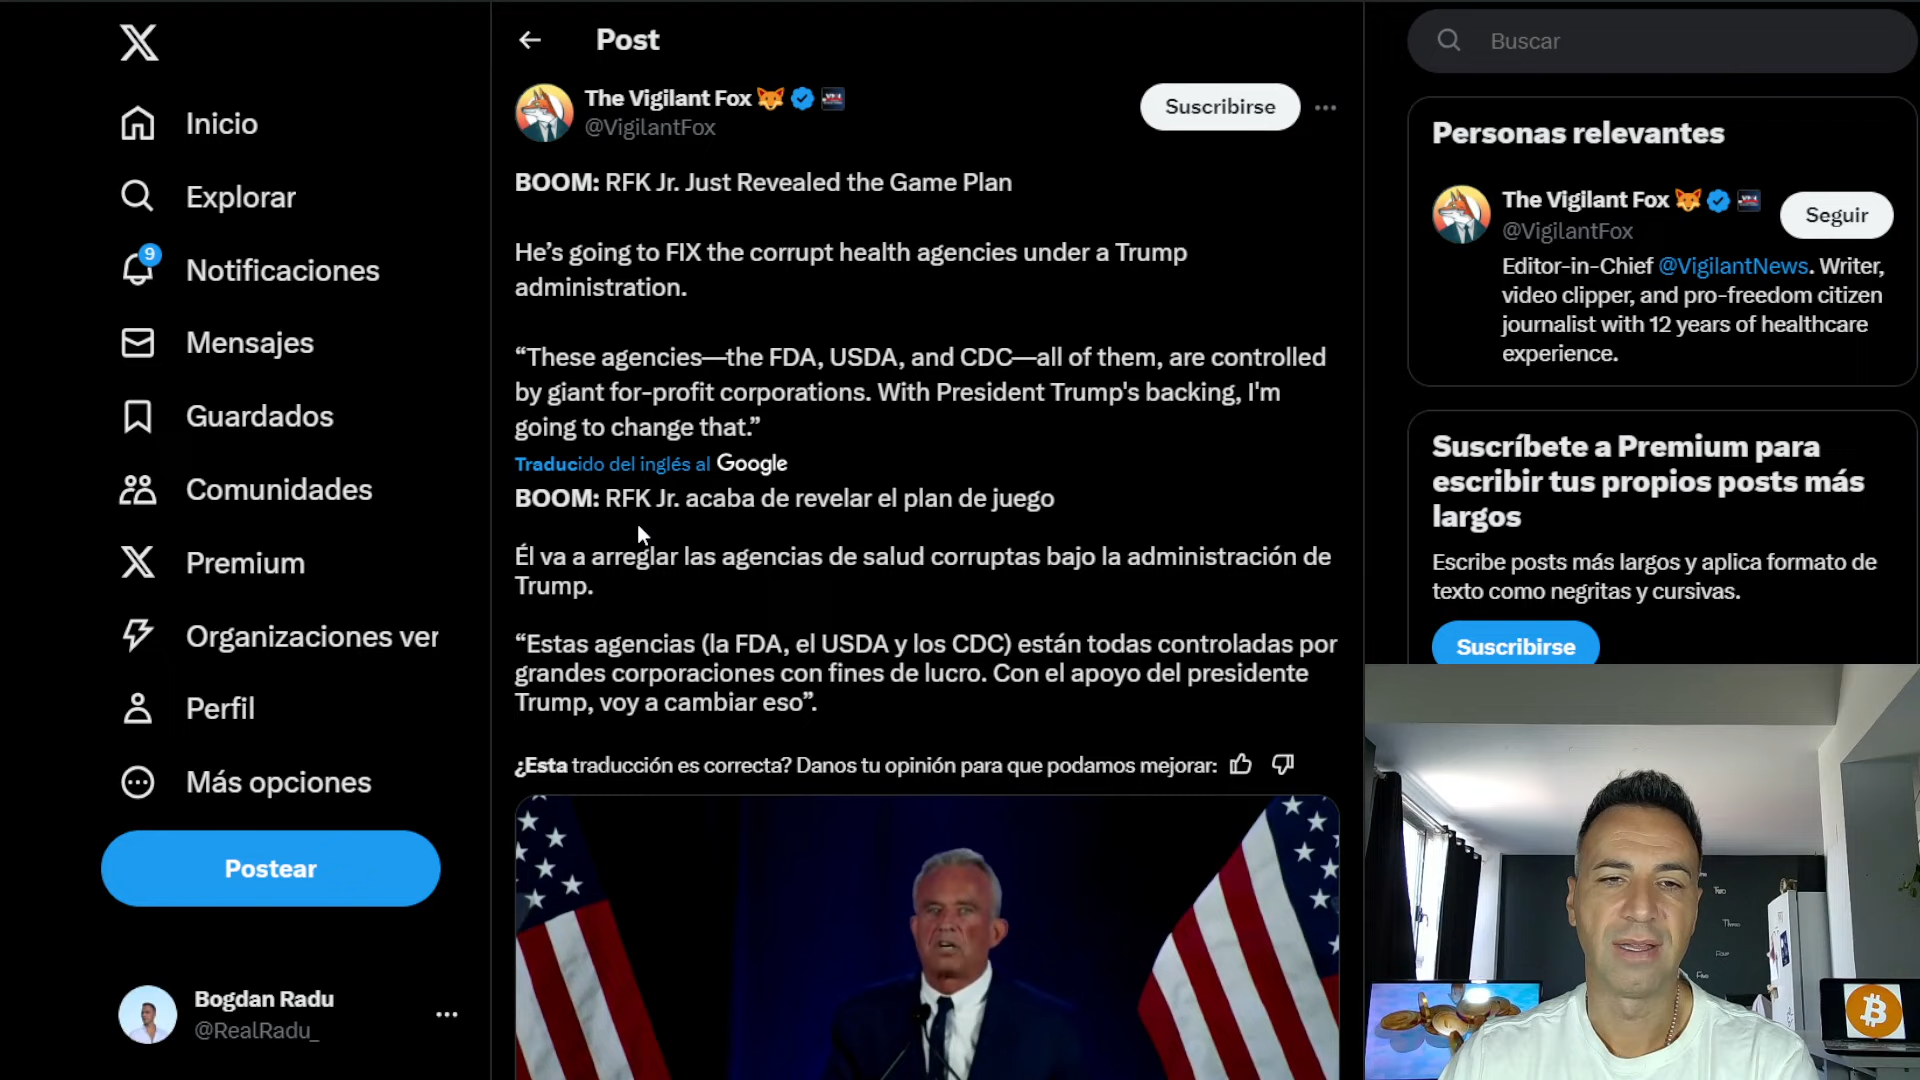 Post
Buscar
Inicio
Explorar
9
Notificaciones
Mensajes
Guardados
Comunidades
Premium
Organizaciones ver
Perfil
Más opciones
Postear
Bogdan Radu
@RealRadu_
The Vigilant Fox
@VigilantFox
Suscribirse
BOOM: RFK Jr. Just Revealed the Game Plan
He’s going to FIX the corrupt health agencies under a Trump
administration.
“These agencies—the FDA, USDA, and CDC—all of them, are controlled
by giant for-profit corporations. With President Trump's backing, I'm
going to change that.”
Traducido del inglés al Google
BOOM: RFK Jr. acaba de revelar el plan de juego
Él va a arreglar las agencias de salud corruptas bajo la administración de
Trump.
“Estas agencias (la FDA, el USDA y los CDC) están todas controladas por
grandes corporaciones con fines de lucro. Con el apoyo del presidente
Trump, voy a cambiar eso”.
¿Esta traducción es correcta? Danos tu opinión para que podamos mejorar:
Personas relevantes
The Vigilant Fox
@VigilantFox
Seguir
Editor-in-Chief @VigilantNews. Writer,
video clipper, and pro-freedom citizen
journalist with 12 years of healthcare
experience.
Suscríbete a Premium para
escribir tus propios posts más
largos
Escribe posts más largos y aplica formato de
texto como negritas y cursivas.
Suscribirse
Two
Three
Four
Five